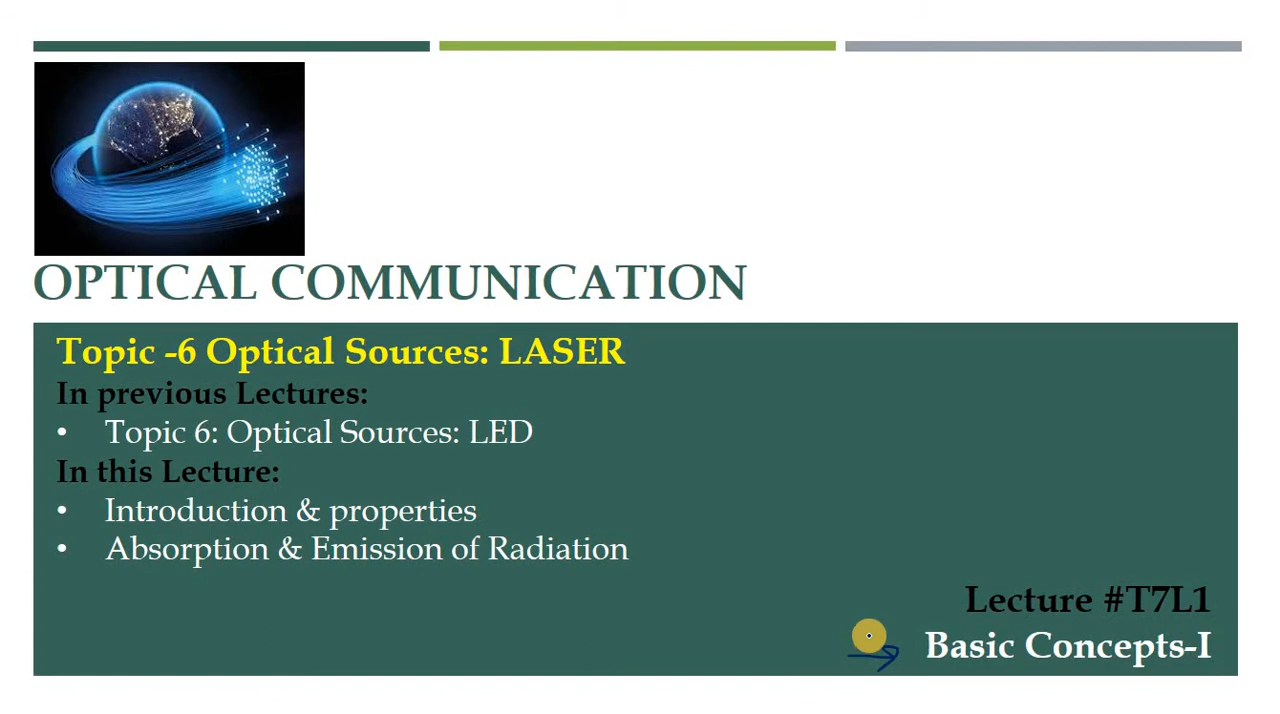 OPTICAL COMMUNICATION
Topic -6 Optical Sources: LASER
In previous Lectures:
• Topic 6: Optical Sources: LED
In this Lecture:
• Introduction & properties
• Absorption & Emission of Radiation
Lecture #T7L1
Basic Concepts-I